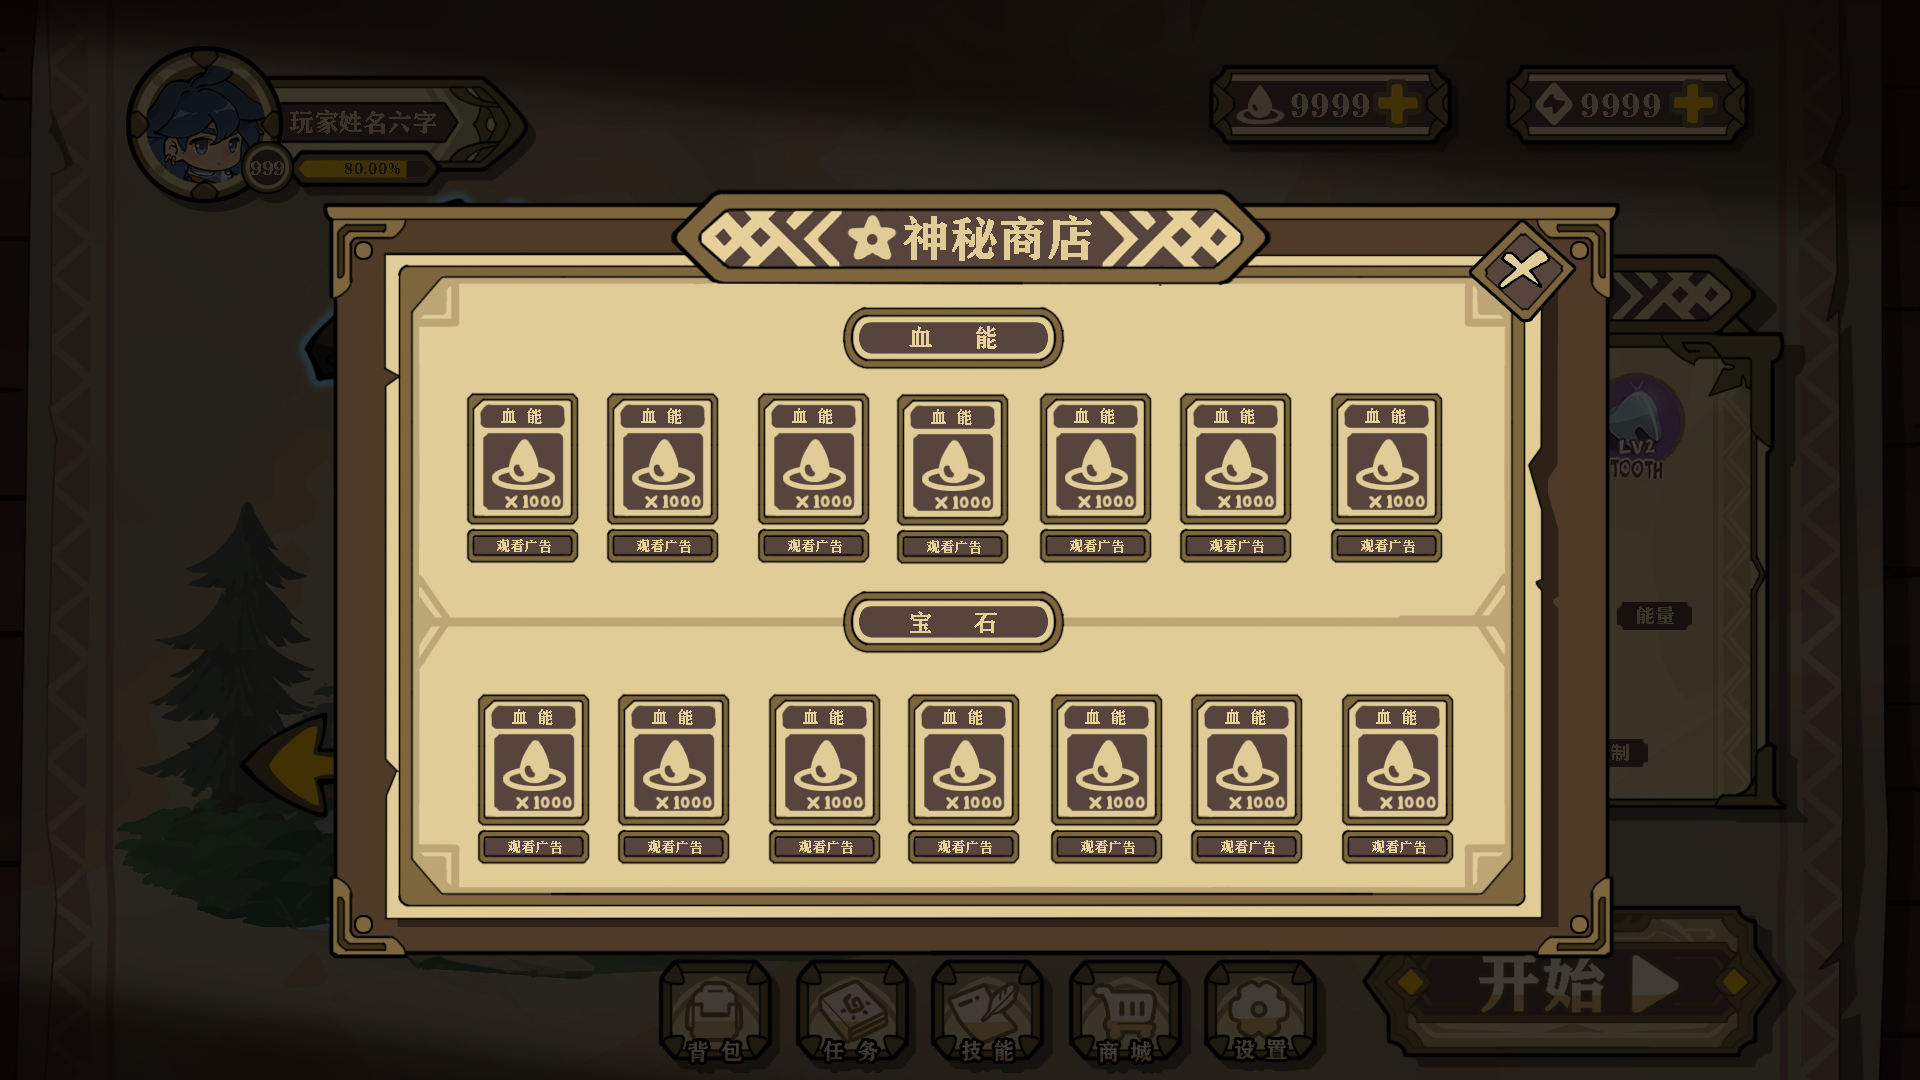 玩家姓名六字
999
80.00%
9999
9999
神秘商店
血 能
血能 血能 血能 血能 血能 血能 血能
×1000 ×1000 ×1000 ×1000 ×1000 ×1000 ×1000
观看广告 观看广告 观看广告 观看广告 观看广告 观看广告 观看广告
宝 石
血能 血能 血能 血能 血能 血能 血能
×1000 ×1000 ×1000 ×1000 ×1000 ×1000 ×1000
观看广告 观看广告 观看广告 观看广告 观看广告 观看广告 观看广告
LV2
TOOTH
能量
制
开始
背包 任务 技能 商城 设置